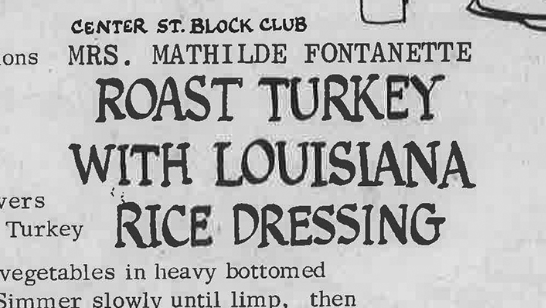 CENTER ST. BLOCK CLUB
ions MRS. MATHILDE FONTANETTE
ROAST TURKEY
WITH LOUISIANA
vers
Turkey RICE DRESSING
vegetables in heavy bottomed
Simmer slowly until limp, then